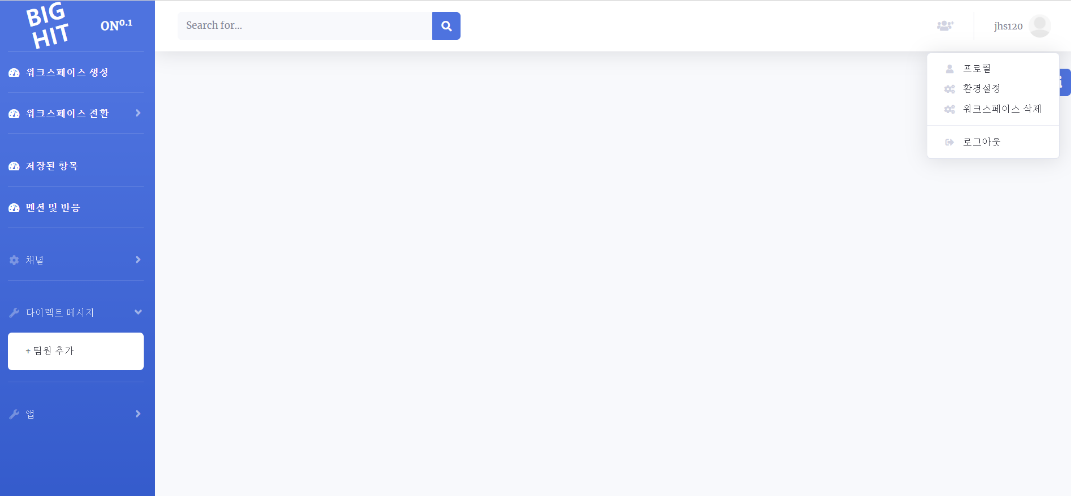 BIG
HIT
ON0.1
Search for...
jhs120
워크스페이스 생성
워크스페이스 전환
저장된 항목
멘션 및 반응
채널
다이렉트 메시지
+ 팀원 추가
앱
프로필
환경설정
워크스페이스 삭제
로그아웃